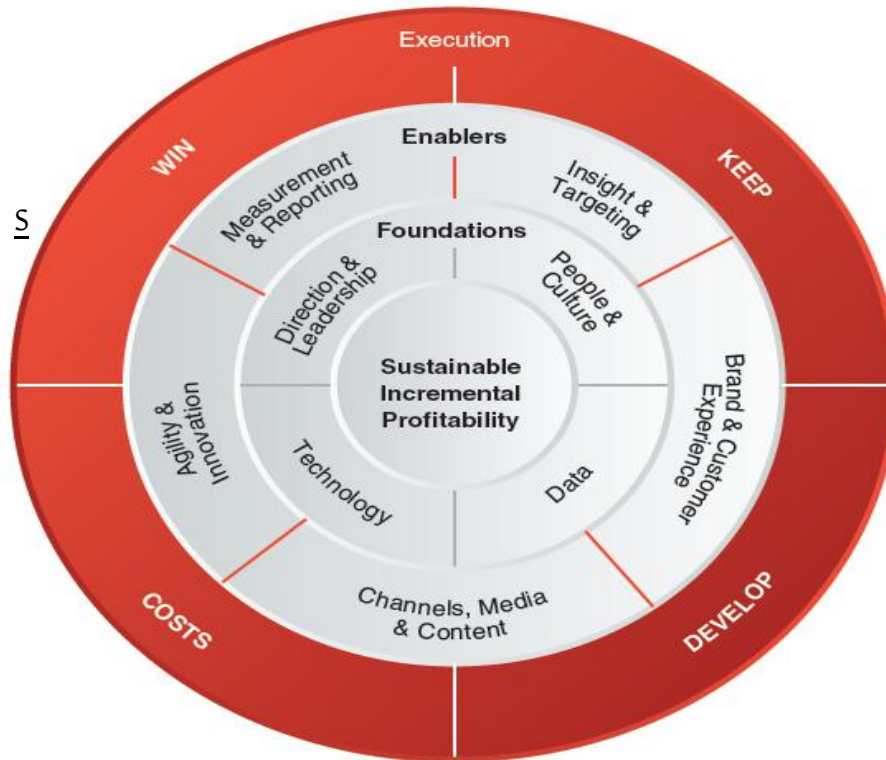 Execution
WIN
KEEP
S
Enablers
Measurement
& Reporting
Insight &
Targeting
Foundations
Direction &
Leadership
People &
Culture
Sustainable
Incremental
Profitability
Agility &
Innovation
Brand & Customer
Experience
Technology
Data
Channels, Media
& Content
COSTS
DEVELOP